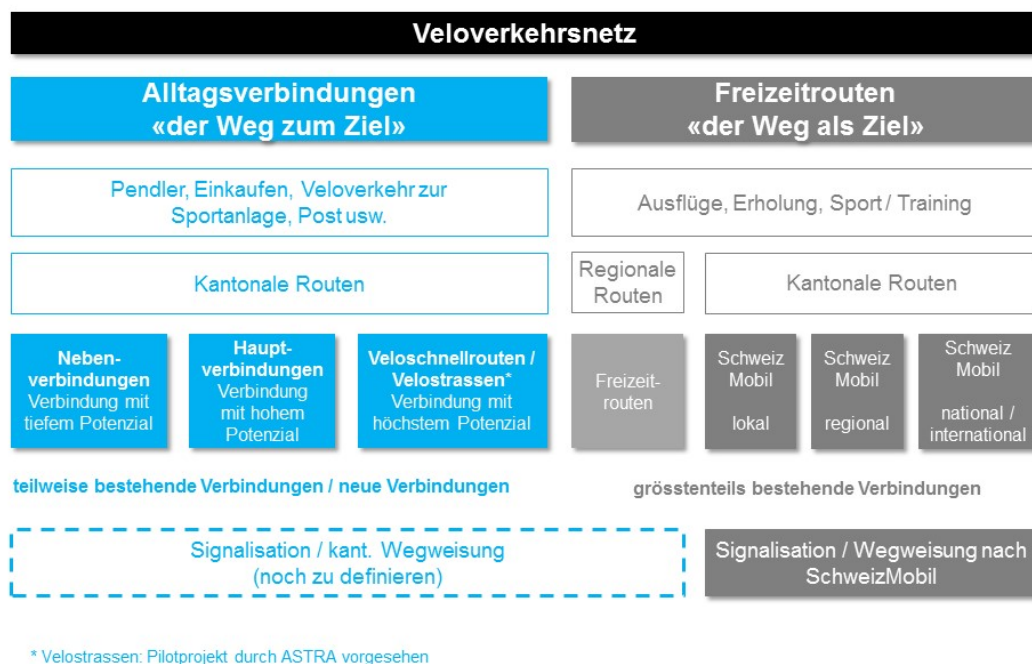 Veloverkehrsnetz
Alltagsverbindungen
«der Weg zum Ziel»
Freizeitrouten
«der Weg als Ziel»
Pendler, Einkaufen, Veloverkehr zur
Sportanlage, Post usw.
Ausflüge, Erholung, Sport / Training
Kantonale Routen
Regionale
Routen
Kantonale Routen
Neben-
verbindungen
Verbindung mit
tiefem Potenzial
Haupt-
verbindungen
Verbindung
mit hohem
Potenzial
Veloschnellrouten /
Velostrassen*
Verbindung mit
höchstem Potenzial
Freizeit-
routen
Schweiz
Mobil
lokal
Schweiz
Mobil
regional
Schweiz
Mobil
national /
international
teilweise bestehende Verbindungen / neue Verbindungen
grösstenteils bestehende Verbindungen
Signalisation / kant. Wegweisung
(noch zu definieren)
Signalisation / Wegweisung nach
SchweizMobil
* Velostrassen: Pilotprojekt durch ASTRA vorgesehen